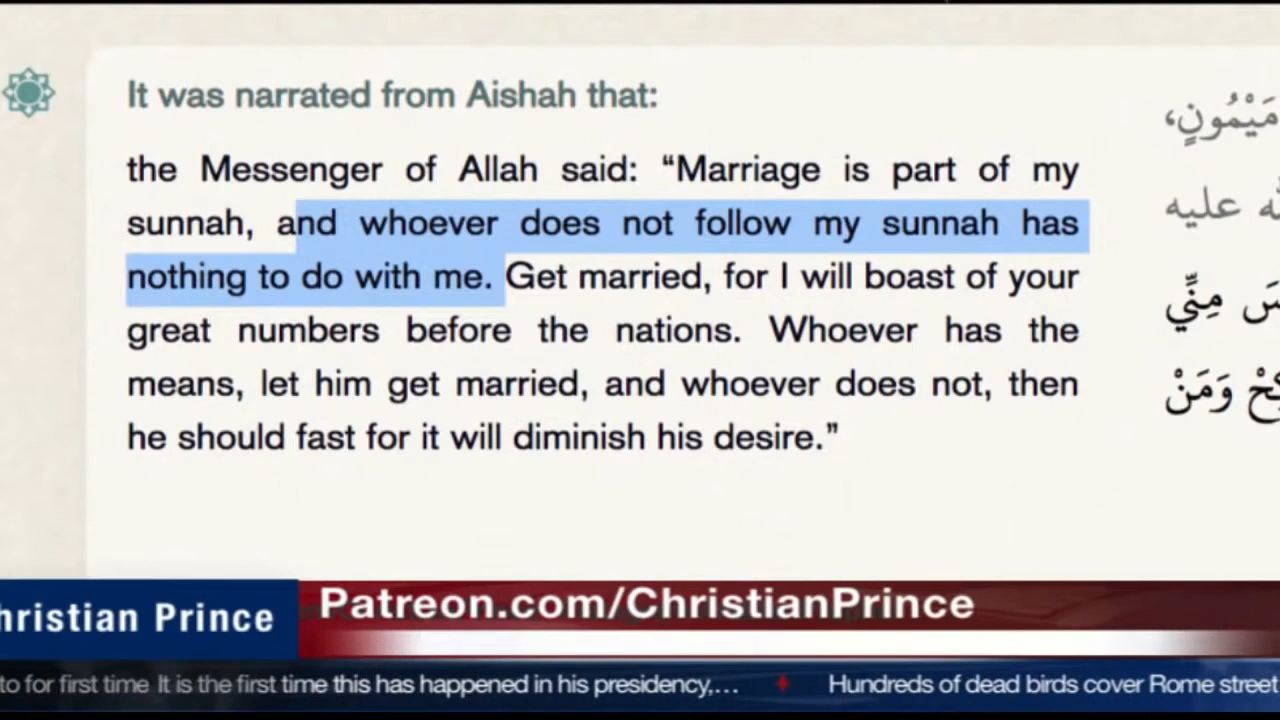 It was narrated from Aishah that:
the Messenger of Allah said: “Marriage is part of my
sunnah, and whoever does not follow my sunnah has
nothing to do with me. Get married, for I will boast of your
great numbers before the nations. Whoever has the
means, let him get married, and whoever does not, then
he should fast for it will diminish his desire.”
مَيْمُونٍ،
عليه
مِنِّي
وَمَنْ
hristian Prince
Patreon.com/ChristianPrince
to for first time It is the first time this has happened in his presidency,... Hundreds of dead birds cover Rome street